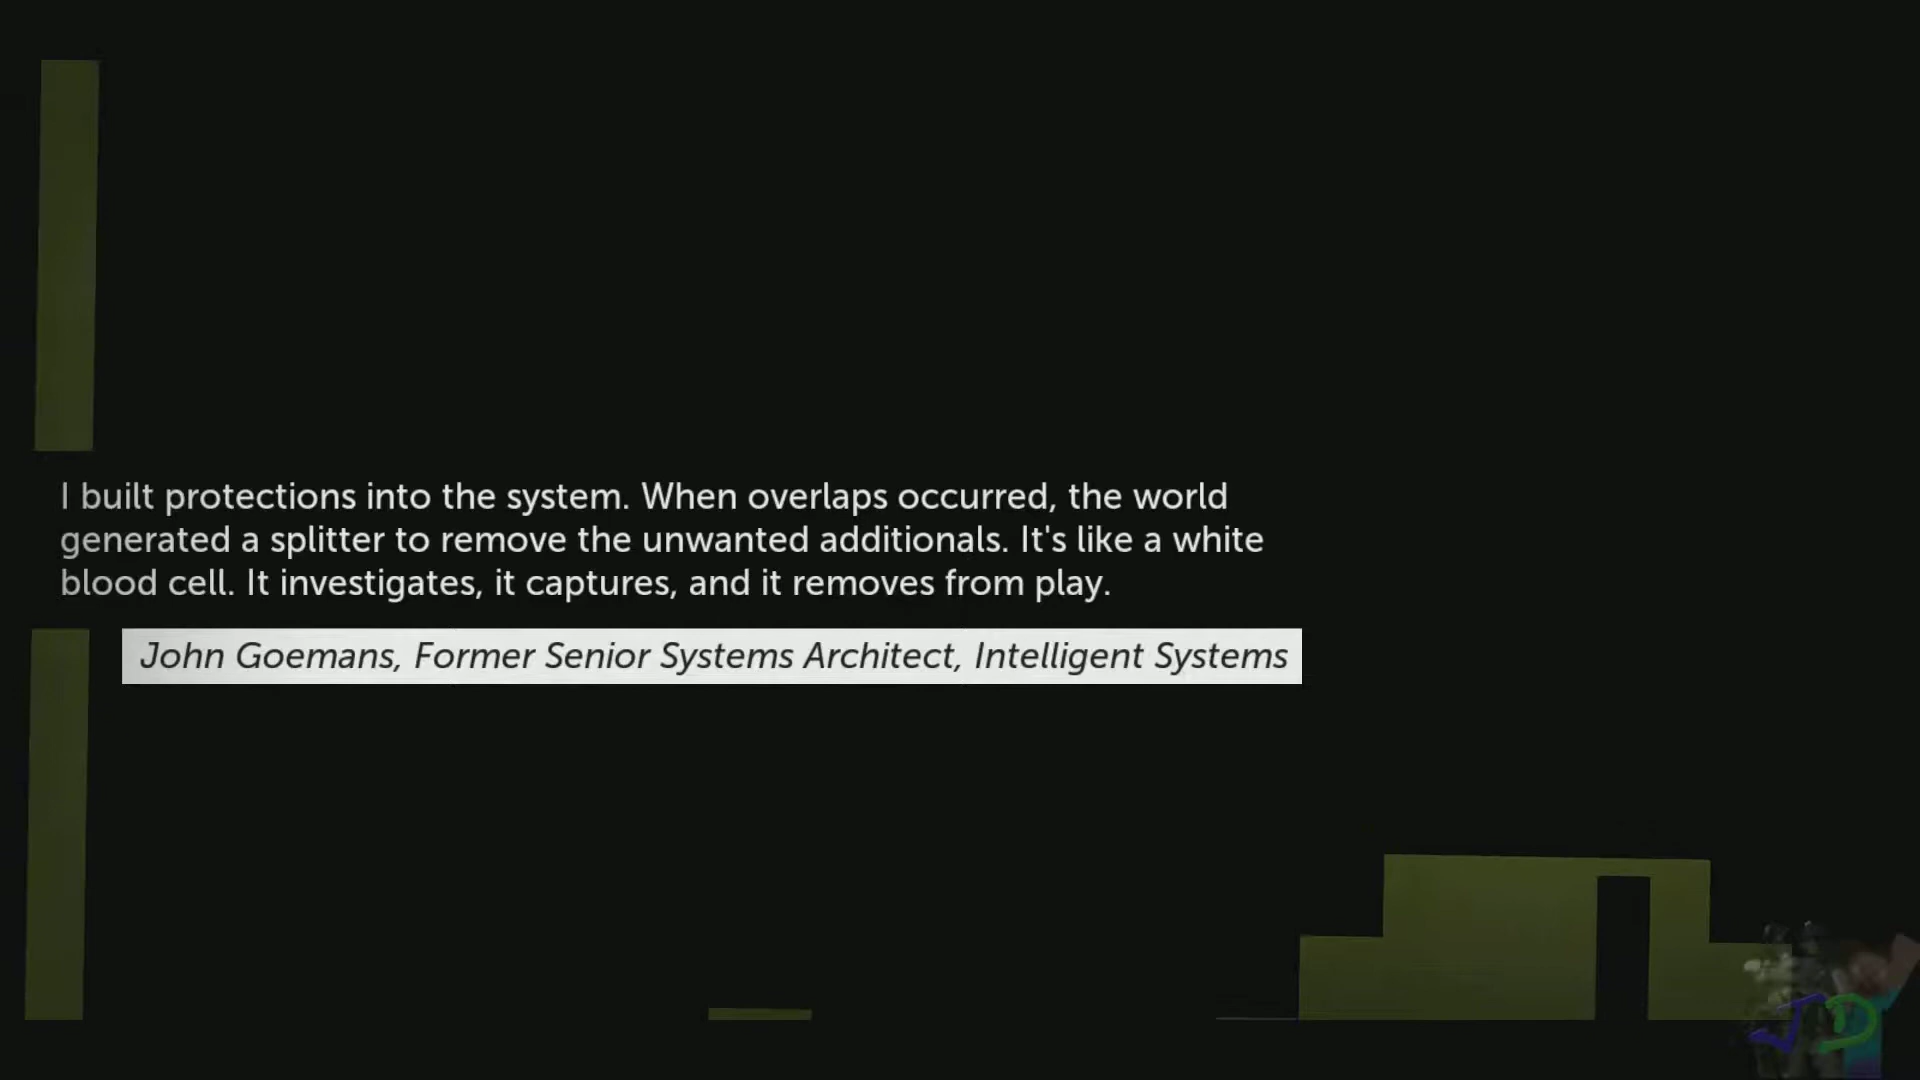 I built protections into the system. When overlaps occurred, the world
generated a splitter to remove the unwanted additionals. It's like a white
blood cell. It investigates, it captures, and it removes from play.
John Goemans, Former Senior Systems Architect, Intelligent Systems
JD